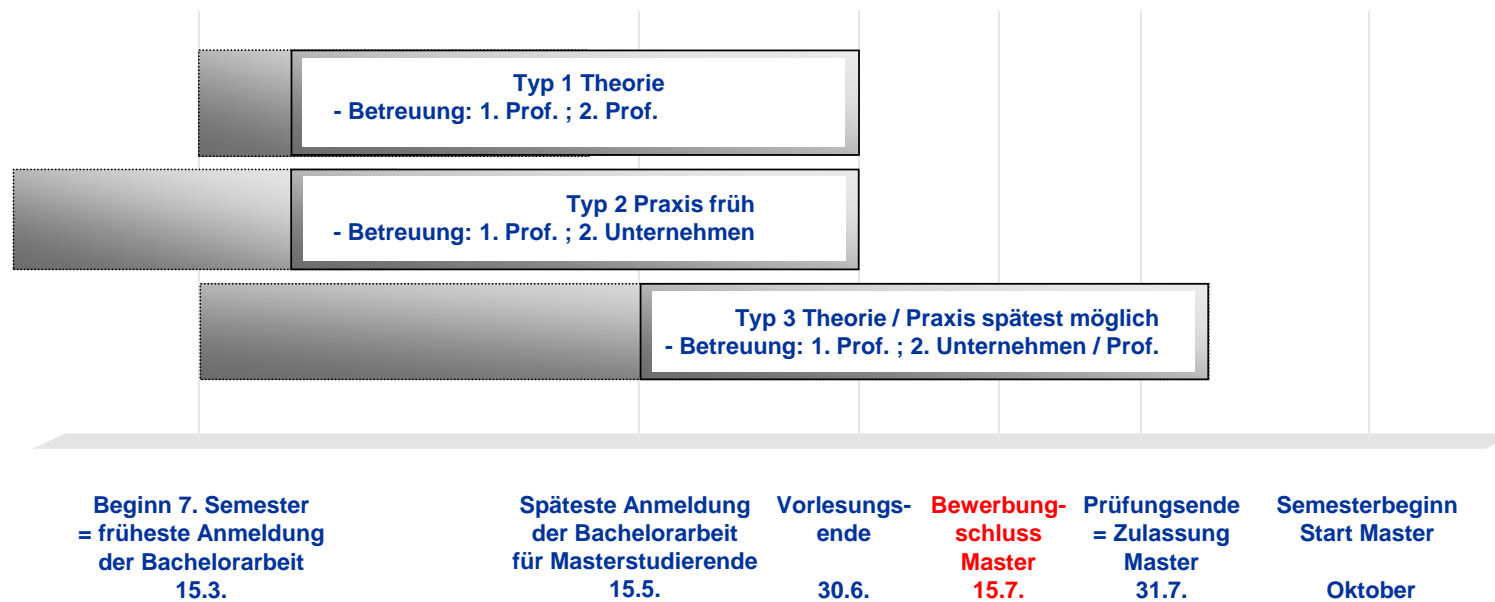 Typ 1 Theorie
- Betreuung: 1. Prof. ; 2. Prof.
Typ 2 Praxis früh
- Betreuung: 1. Prof. ; 2. Unternehmen
Typ 3 Theorie / Praxis spätest möglich
- Betreuung: 1. Prof. ; 2. Unternehmen / Prof.
Beginn 7. Semester
= früheste Anmeldung
der Bachelorarbeit
15.3.
Späteste Anmeldung
der Bachelorarbeit
für Masterstudierende
15.5.
Vorlesungs-
ende
30.6.
Bewerbung-
schluss
Master
15.7.
Prüfungsende
= Zulassung
Master
31.7.
Semesterbeginn
Start Master
Oktober